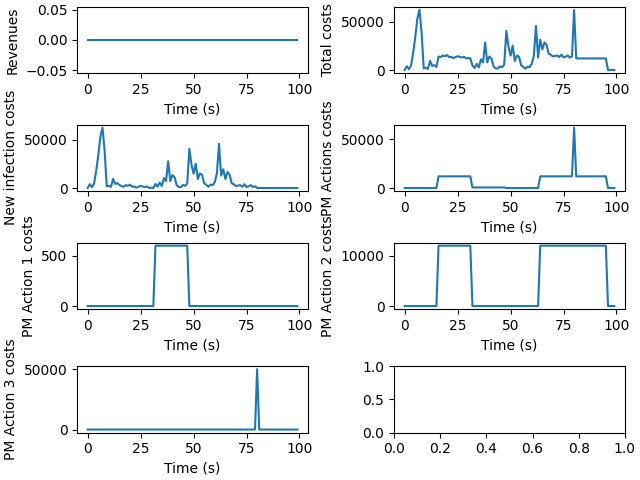 Revenues
0.05
0.00
−0.05
0 25 50 75 100
Time (s)
Total costs
50000
0
0 25 50 75 100
Time (s)
New infection costs
50000
0
0 25 50 75 100
Time (s)
PM Actions costs
50000
0
0 25 50 75 100
Time (s)
PM Action 1 costs
500
0
0 25 50 75 100
Time (s)
PM Action 2 costs
10000
0
0 25 50 75 100
Time (s)
PM Action 3 costs
50000
0
0 25 50 75 100
Time (s)
1.0
0.5
0.0
0.0 0.2 0.4 0.6 0.8 1.0